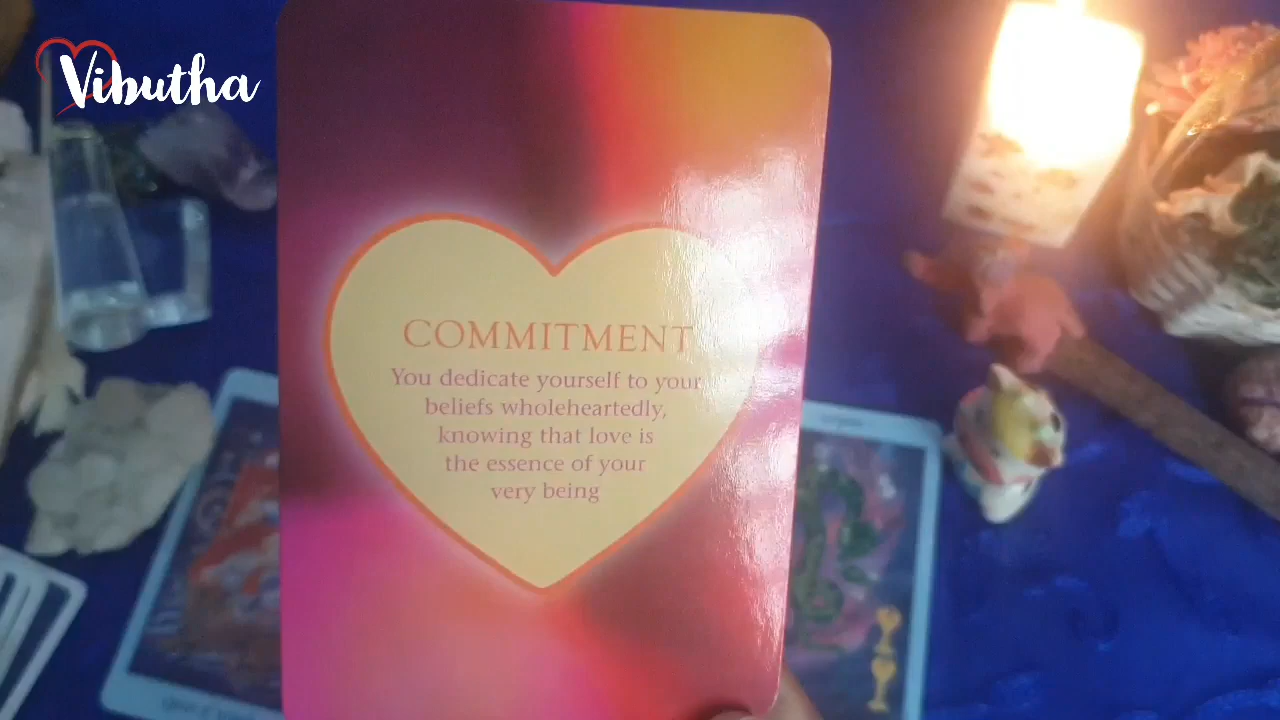 Vibutha
COMMITMENT
You dedicate yourself to your
beliefs wholeheartedly,
knowing that love is
the essence of your
very being